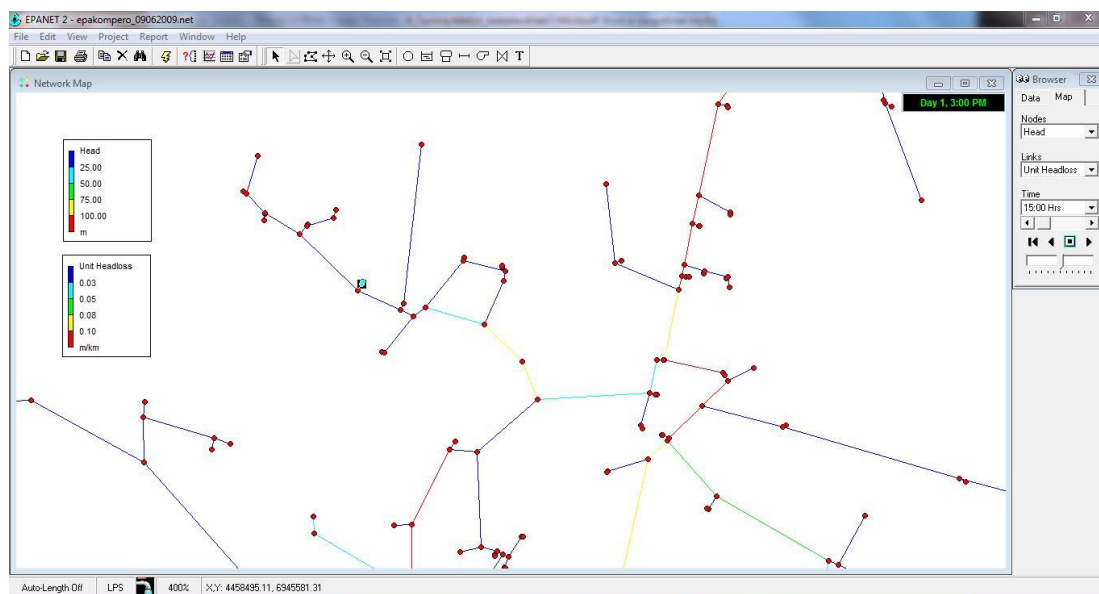 EPANET 2 - epakompero_09062009.net
File Edit View Project Report Window Help
T
Network Map
Day 1, 3:00 PM
Head
25.00
50.00
75.00
100.00
m
Unit Headloss
0.03
0.05
0.08
0.10
m/km
Browser
Data Map
Nodes
Head
Links
Unit Headloss
Time
15:00 Hrs
Auto-Length Off LPS 400% X,Y: 4458495.11, 6945581.31